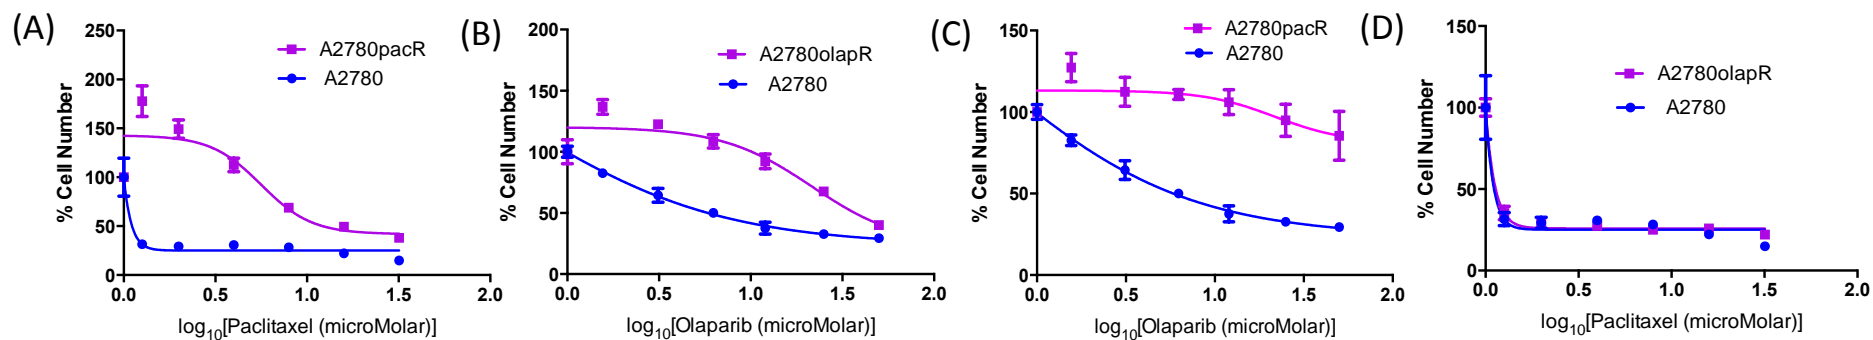 (A)
250
200
150
100
50
0
% Cell Number
A2780pacR
A2780
0.0 0.5 1.0 1.5 2.0
log10[Paclitaxel (microMolar)]
(B)
200
150
100
50
0
% Cell Number
A2780olapR
A2780
0.0 0.5 1.0 1.5 2.0
log10[Olaparib (microMolar)]
(C)
150
100
50
0
% Cell Number
A2780pacR
A2780
0.0 0.5 1.0 1.5 2.0
log10[Olaparib (microMolar)]
(D)
150
100
50
0
% Cell Number
A2780olapR
A2780
0.0 0.5 1.0 1.5 2.0
log10[Paclitaxel (microMolar)]